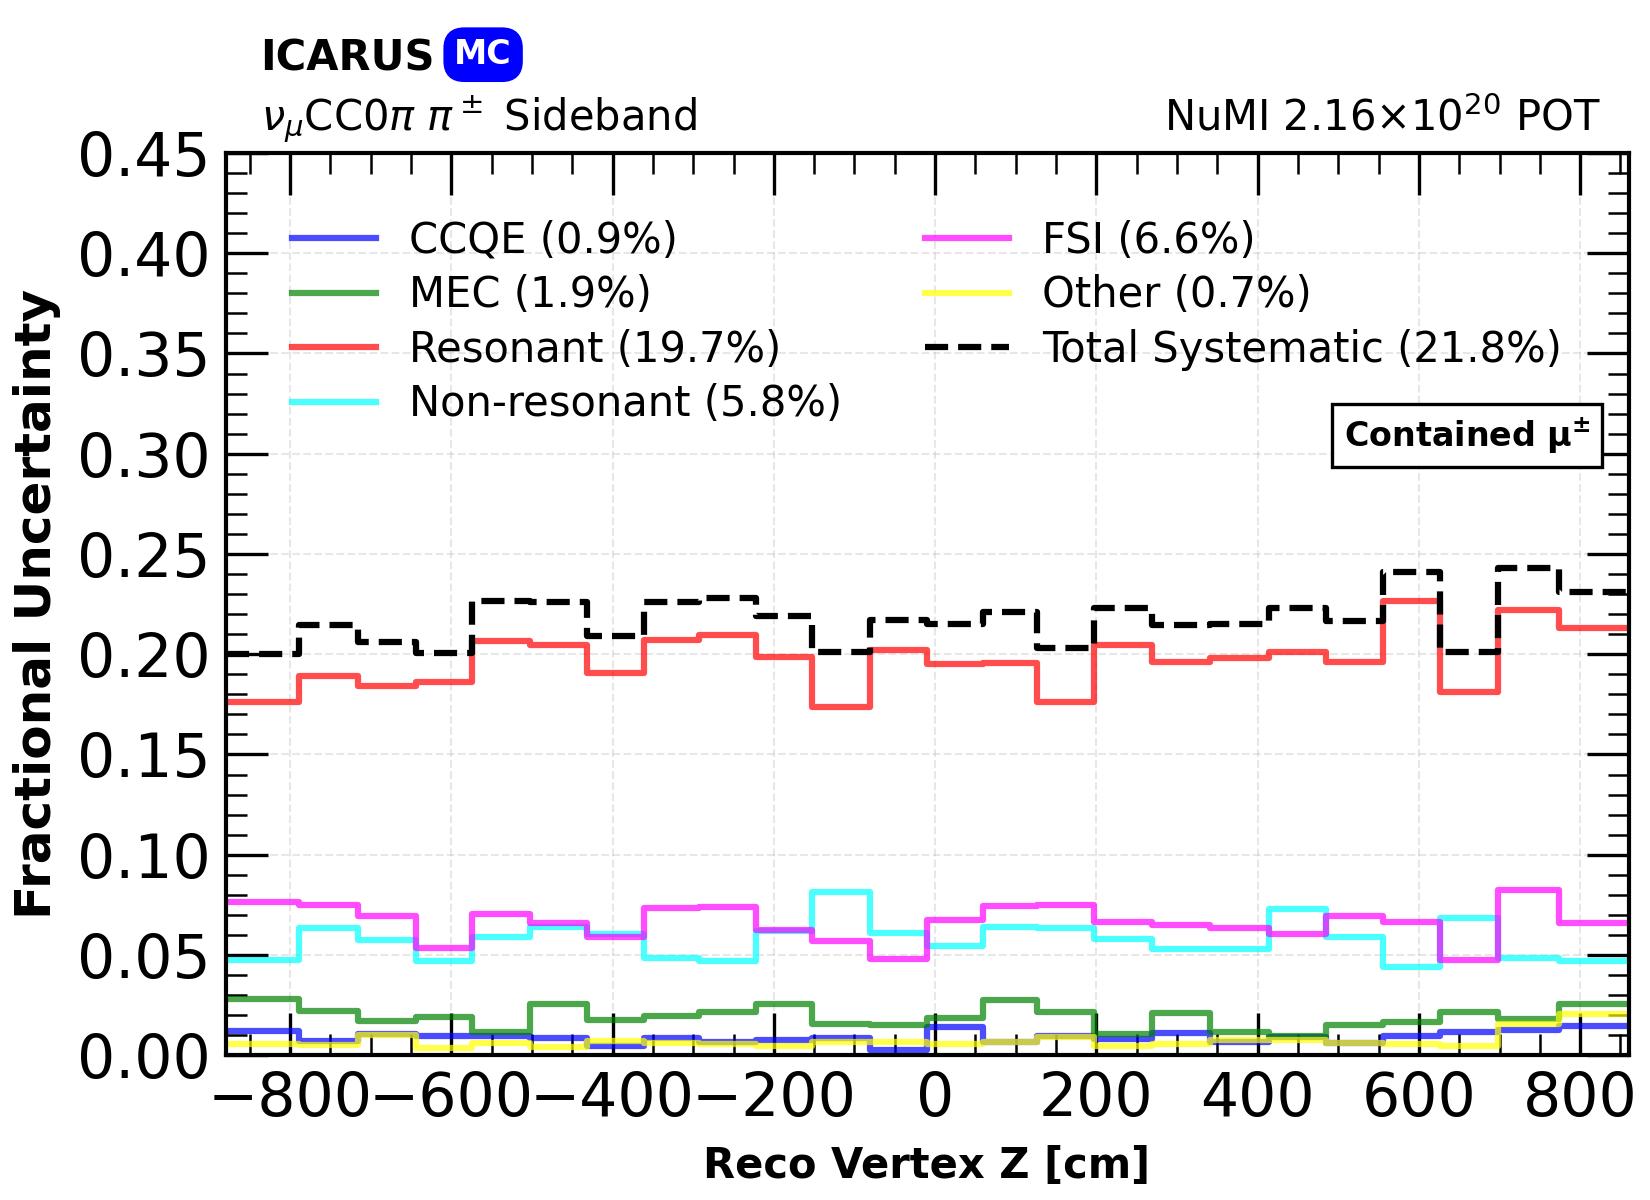 ICARUS MC
νμCC0π π± Sideband
NuMI 2.16×10²⁰ POT
CCQE (0.9%)
MEC (1.9%)
Resonant (19.7%)
Non-resonant (5.8%)
FSI (6.6%)
Other (0.7%)
Total Systematic (21.8%)
Contained μ±
Fractional Uncertainty
0.45
0.40
0.35
0.30
0.25
0.20
0.15
0.10
0.05
0.00
−800 −600 −400 −200 0 200 400 600 800
Reco Vertex Z [cm]